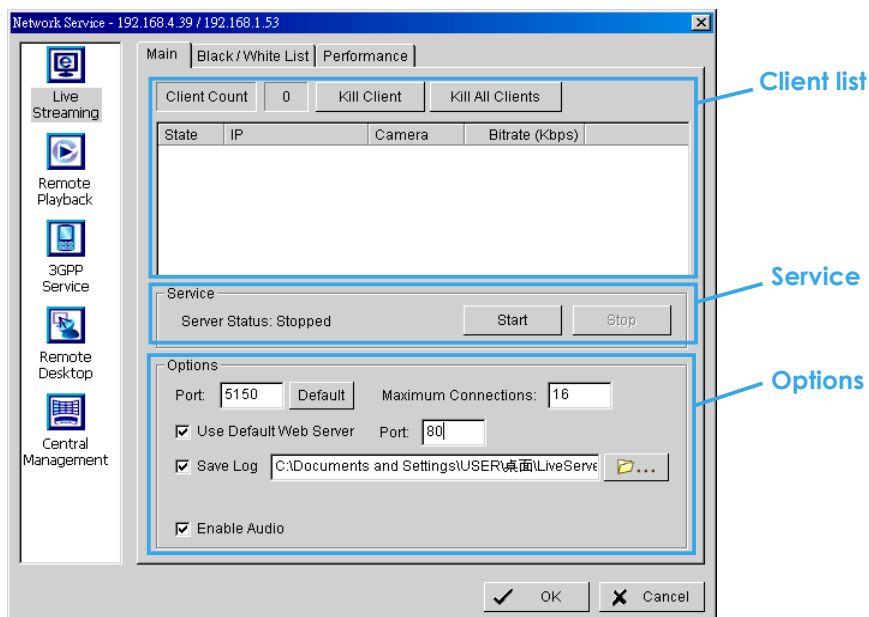 Network Service - 192.168.4.39 / 192.168.1.53
Live
Streaming
Remote
Playback
3GPP
Service
Remote
Desktop
Central
Management
Main Black / White List Performance
Client Count 0 Kill Client Kill All Clients
State IP Camera Bitrate (Kbps)
Client list
Service
Server Status: Stopped Start Stop
Service
Options
Port: 5150 Default Maximum Connections: 16
Use Default Web Server Port: 80
Save Log C:\Documents and Settings\USER\桌面\LiveServe ...
Enable Audio
Options
OK Cancel